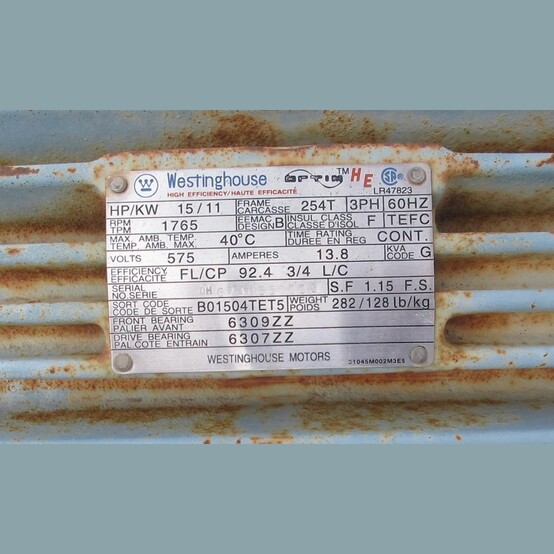 W Westinghouse OPTIM™ HE SA®
HIGH EFFICIENCY/HAUTE EFFICACITÉ LR47823
HP/KW 15/11 FRAME CARCASSE 254T 3PH 60HZ
RPM TPM 1765 EEMAC DESIGN B INSUL CLASS CLASSE D'ISOL F TEFC
MAX. AMB. TEMP. TEMP. AMB. MAX. 40°C TIME RATING DUREE EN REG CONT.
VOLTS 575 AMPERES 13.8 KVA CODE G
EFFICIENCY EFFICACITE FL/CP 92.4 3/4 L/C
SERIAL NO SERIE S.F 1.15 F.S.
SORT CODE CODE DE SORTE B01504TET5 WEIGHT POIDS 282/128 lb/kg
FRONT BEARING PALIER AVANT 6309ZZ
DRIVE BEARING PAL COTE ENTRAIN 6307ZZ
WESTINGHOUSE MOTORS 31045M002M3E5